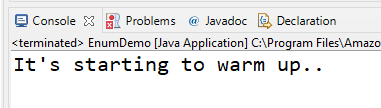 Console Problems @ Javadoc Declaration
<terminated> EnumDemo [Java Application] C:\Program Files\Amazo
It's starting to warm up..